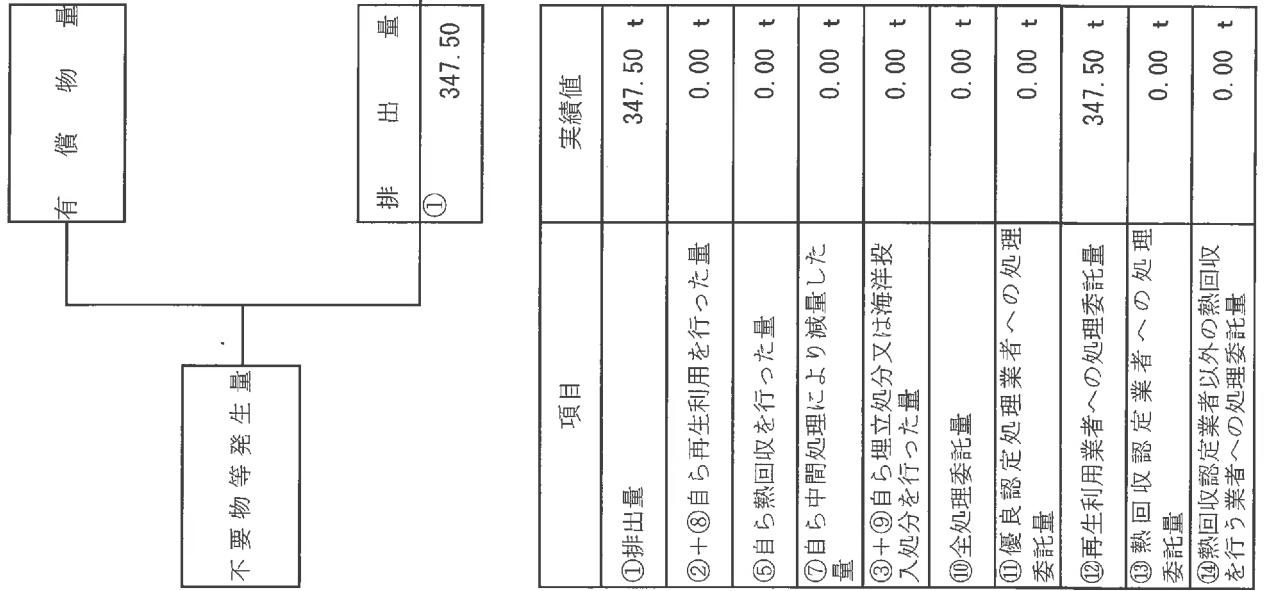 有償物量
不要物等発生量
排出量
① 347.50
項目 実績値
①排出量 347.50 t
②+⑧自ら再生利用を行った量 0.00 t
⑤自ら熱回収を行った量 0.00 t
⑦自ら中間処理により減量した
量 0.00 t
③+⑨自ら埋立処分又は海洋投
入処分を行った量 0.00 t
⑩全処理委託量 0.00 t
⑪優良認定処理業者への処理
委託量 0.00 t
⑫再生利用業者への処理委託量 347.50 t
⑬熱回収認定業者への処理
委託量 0.00 t
⑭熱回収認定業者以外の熱回収
を行う業者への処理委託量 0.00 t